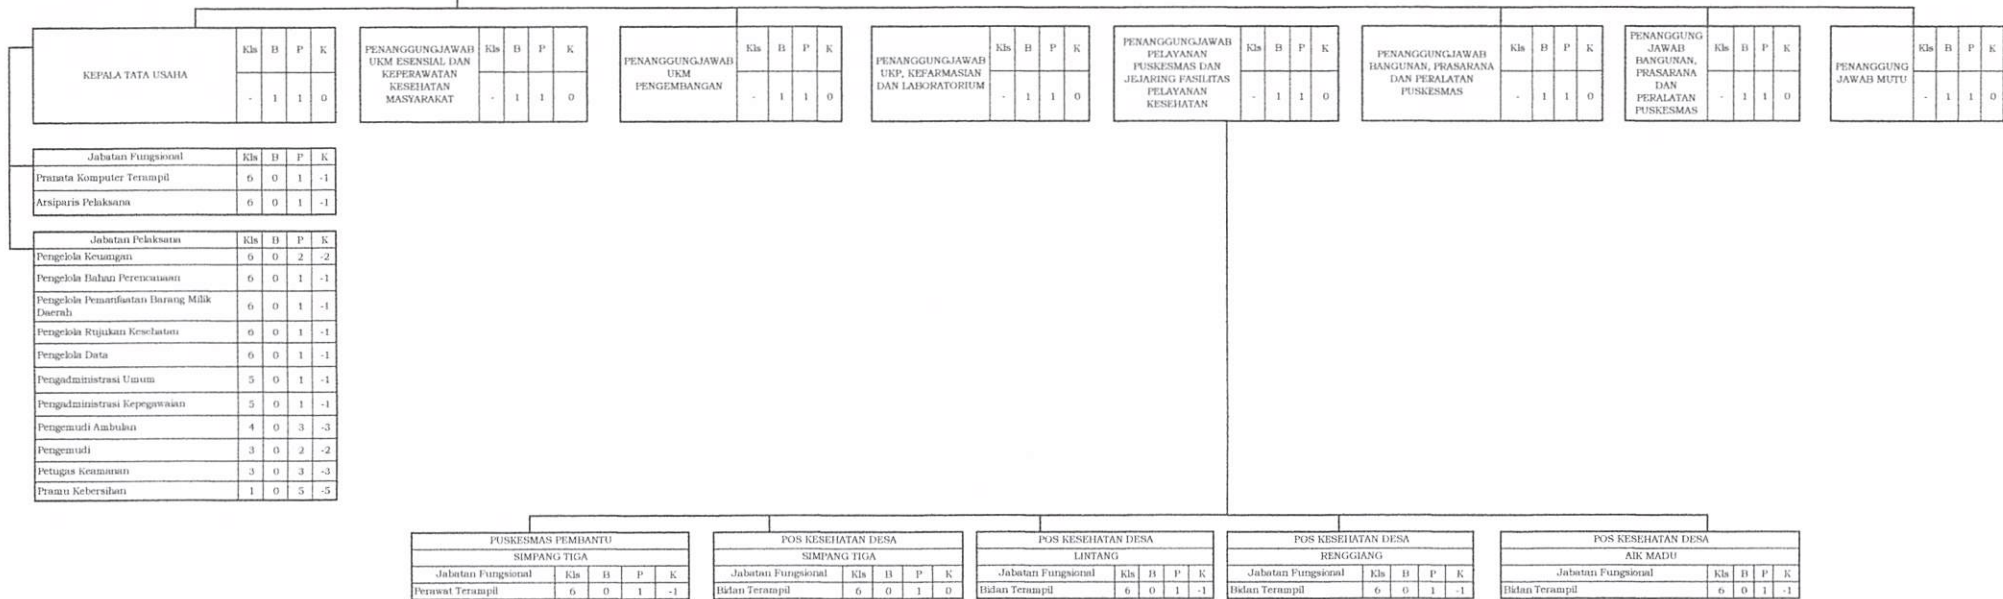 KEPALA TATA USAHA
Kls B P K
- 1 1 0
PENANGGUNGJAWAB
UKM ESENSIAL DAN
KEPERAWATAN
KESEHATAN
MASYARAKAT
Kls B P K
- 1 1 0
PENANGGUNGJAWAB
UKM
PENGEMBANGAN
Kls B P K
- 1 1 0
PENANGGUNGJAWAB
UKP, KEFARMASIAN
DAN LABORATORIUM
Kls B P K
- 1 1 0
PENANGGUNGJAWAB
PELAYANAN
PUSKESMAS DAN
JEJARING FASILITAS
PELAYANAN
KESEHATAN
Kls B P K
- 1 1 0
PENANGGUNGJAWAB
BANGUNAN, PRASARANA
DAN PERALATAN
PUSKESMAS
Kls B P K
- 1 1 0
PENANGGUNG
JAWAB
BANGUNAN,
PRASARANA
DAN
PERALATAN
PUSKESMAS
Kls B P K
- 1 1 0
PENANGGUNG
JAWAB MUTU
Kls B P K
- 1 1 0
Jabatan Fungsional Kls B P K
Pranata Komputer Terampil 6 0 1 -1
Arsiparis Pelaksana 6 0 1 -1
Jabatan Pelaksana Kls B P K
Pengelola Keuangan 6 0 2 -2
Pengelola Bahan Perencanaan 6 0 1 -1
Pengelola Pemanfaatan Barang Milik
Daerah 6 0 1 -1
Pengelola Rujukan Kesehatan 6 0 1 -1
Pengelola Data 6 0 1 -1
Pengadministrasi Umum 5 0 1 -1
Pengadministrasi Kepegawaian 5 0 1 -1
Pengemudi Ambulan 4 0 3 -3
Pengemudi 3 0 2 -2
Petugas Keamanan 3 0 3 -3
Pramu Kebersihan 1 0 5 -5
PUSKESMAS PEMBANTU
SIMPANG TIGA
Jabatan Fungsional Kls B P K
Perawat Terampil 6 0 1 -1
POS KESEHATAN DESA
SIMPANG TIGA
Jabatan Fungsional Kls B P K
Bidan Terampil 6 0 1 0
POS KESEHATAN DESA
LINTANG
Jabatan Fungsional Kls B P K
Bidan Terampil 6 0 1 -1
POS KESEHATAN DESA
RENGGIANG
Jabatan Fungsional Kls B P K
Bidan Terampil 6 0 1 -1
POS KESEHATAN DESA
AIK MADU
Jabatan Fungsional Kls B P K
Bidan Terampil 6 0 1 -1